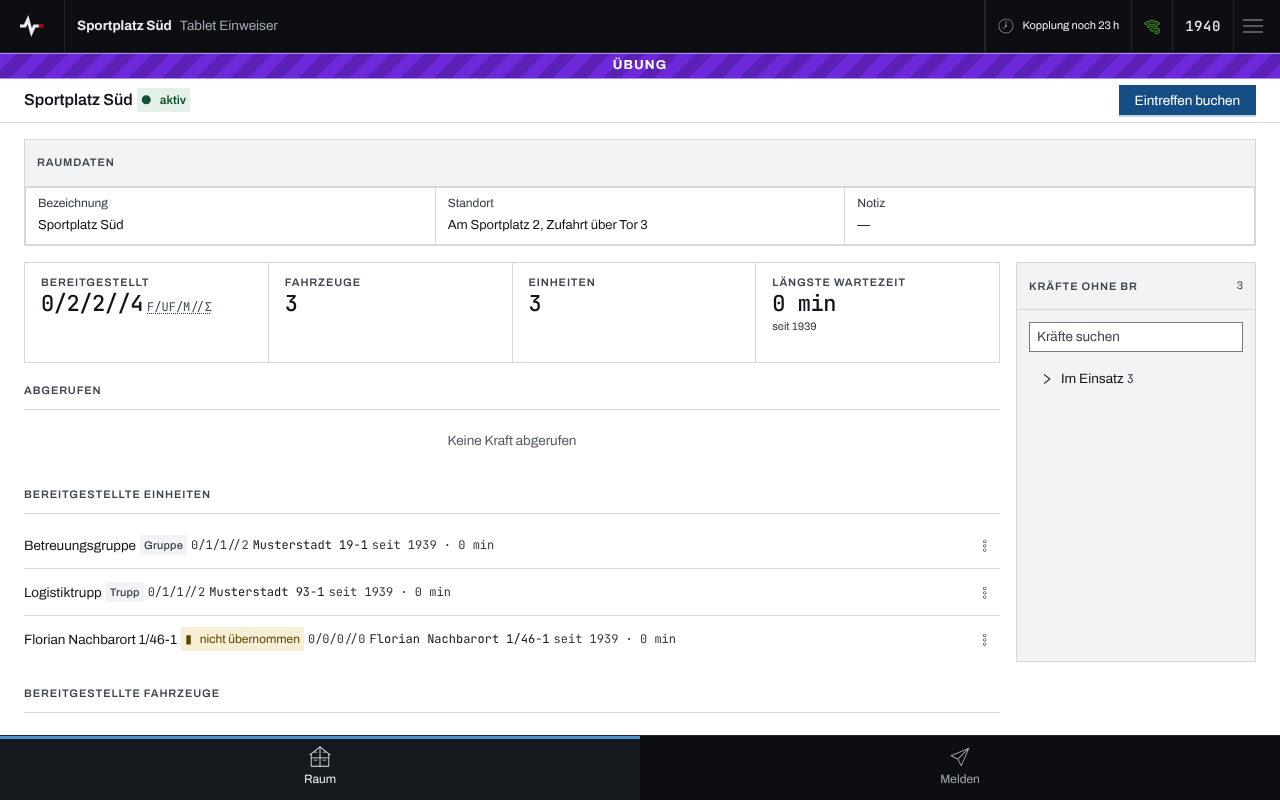 Sportplatz Süd Tablet Einweiser
Kopplung noch 23 h
1940
ÜBUNG
Sportplatz Süd aktiv
Eintreffen buchen
RAUMDATEN
Bezeichnung
Sportplatz Süd
Standort
Am Sportplatz 2, Zufahrt über Tor 3
Notiz
—
BEREITGESTELLT
0/2/2//4 F/UF/M//Σ
FAHRZEUGE
3
EINHEITEN
3
LÄNGSTE WARTEZEIT
0 min
seit 1939
KRÄFTE OHNE BR 3
Kräfte suchen
Im Einsatz 3
ABGERUFEN
Keine Kraft abgerufen
BEREITGESTELLTE EINHEITEN
Betreuungsgruppe Gruppe 0/1/1//2 Musterstadt 19-1 seit 1939 · 0 min
Logistiktrupp Trupp 0/1/1//2 Musterstadt 93-1 seit 1939 · 0 min
Florian Nachbarort 1/46-1 nicht übernommen 0/0/0//0 Florian Nachbarort 1/46-1 seit 1939 · 0 min
BEREITGESTELLTE FAHRZEUGE
Raum
Melden